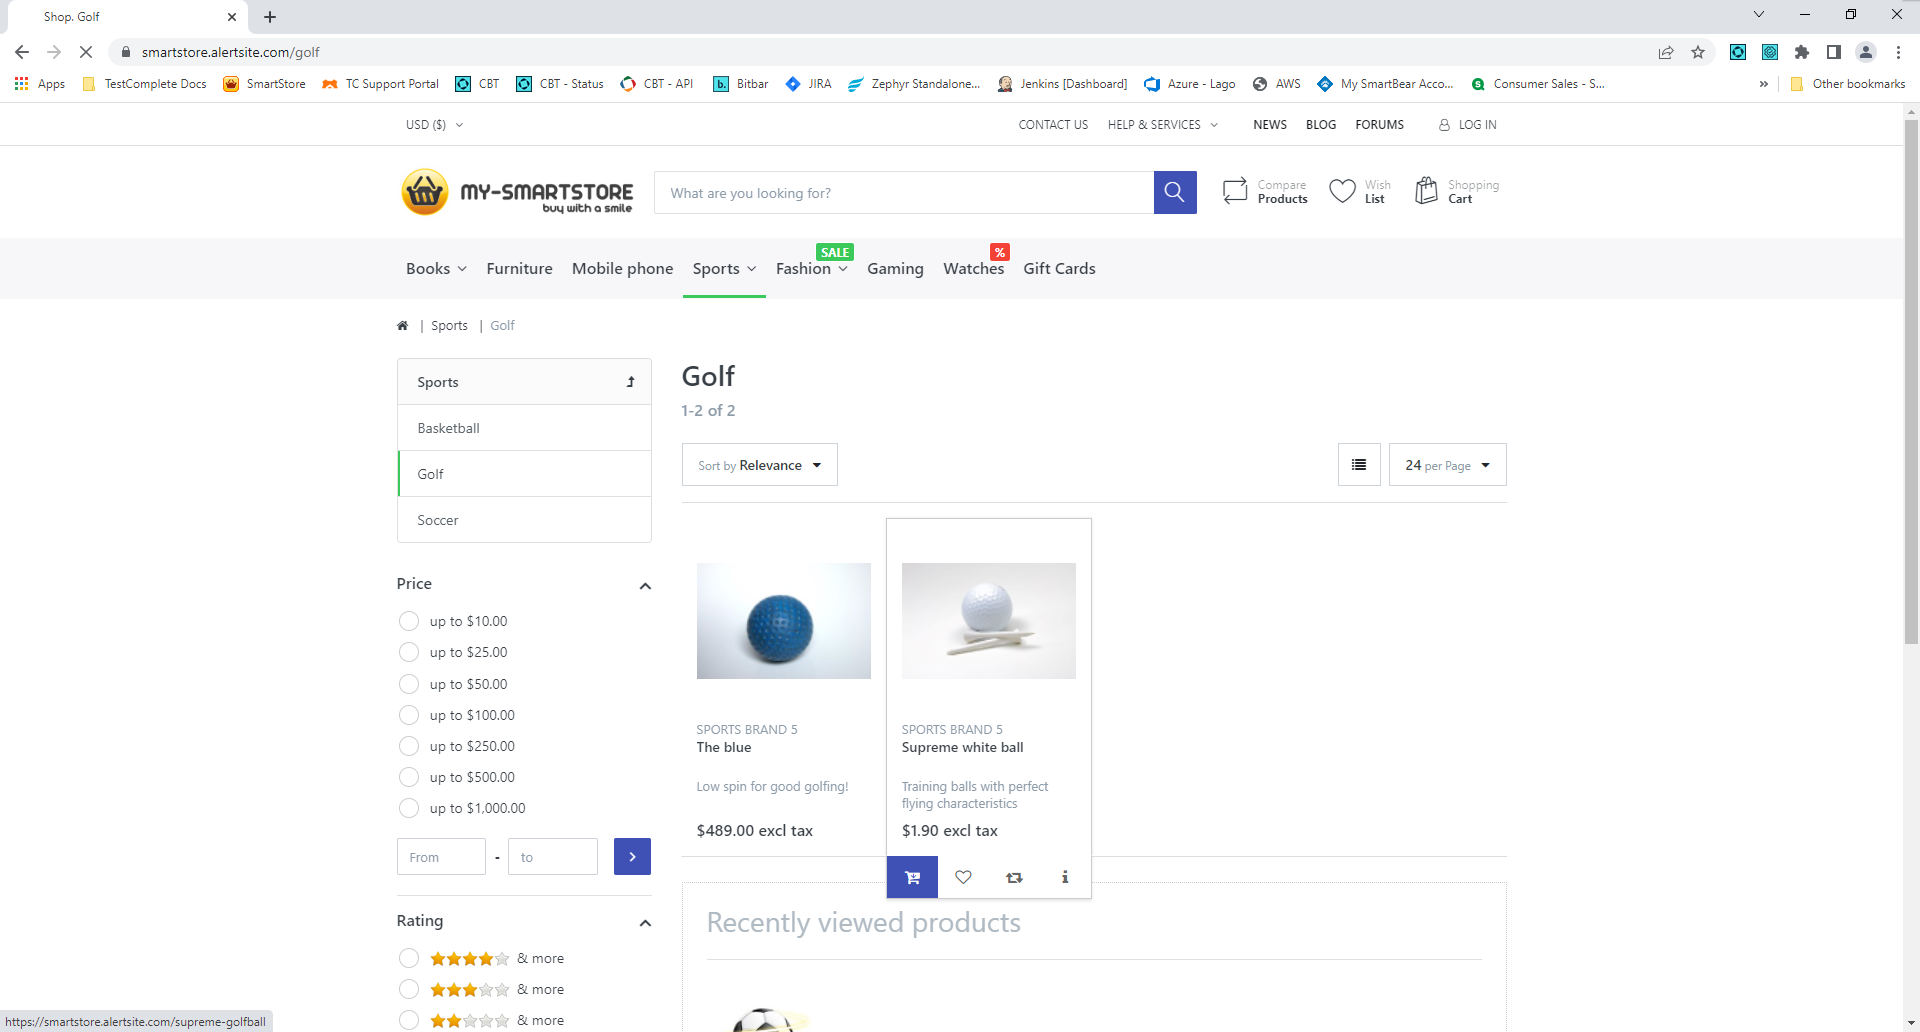 Shop. Golf
smartstore.alertsite.com/golf
Apps TestComplete Docs SmartStore TC Support Portal CBT CBT - Status CBT - API b. Bitbar JIRA Zephyr Standalone... Jenkins [Dashboard] Azure - Lago AWS My SmartBear Acco... Consumer Sales - S... » Other bookmarks
USD ($) CONTACT US HELP & SERVICES NEWS BLOG FORUMS LOG IN
MY-SMARTSTORE
buy with a smile
What are you looking for?
Compare
Products
Wish
List
Shopping
Cart
SALE %
Books Furniture Mobile phone Sports Fashion Gaming Watches Gift Cards
| Sports | Golf
Sports
Basketball
Golf
Soccer
Price
up to $10.00
up to $25.00
up to $50.00
up to $100.00
up to $250.00
up to $500.00
up to $1,000.00
From - to
Rating
& more
& more
& more
Golf
1-2 of 2
Sort by Relevance
24 per Page
SPORTS BRAND 5
The blue
Low spin for good golfing!
$489.00 excl tax
SPORTS BRAND 5
Supreme white ball
Training balls with perfect
flying characteristics
$1.90 excl tax
Recently viewed products
https://smartstore.alertsite.com/supreme-golfball